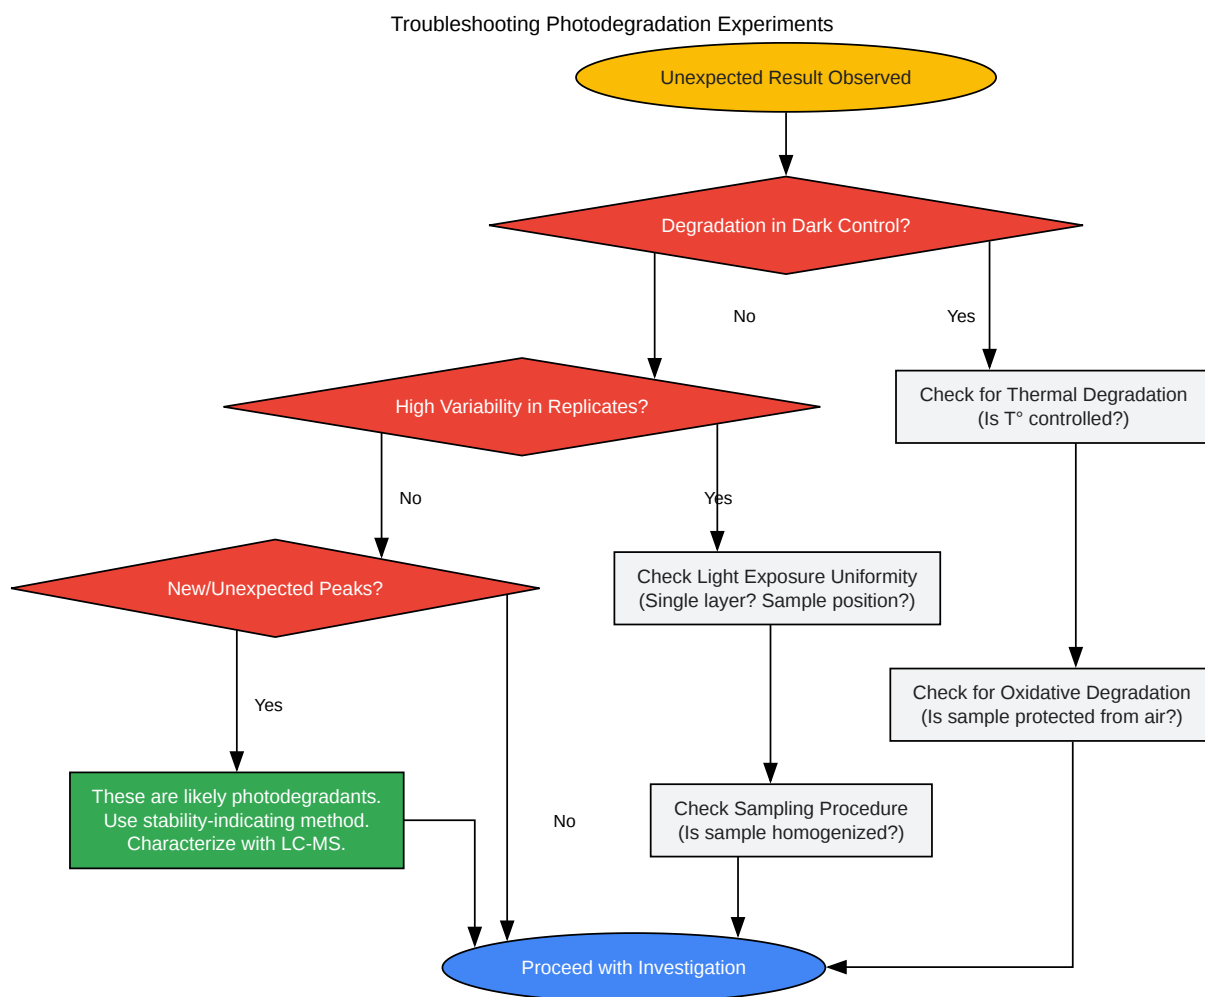 Troubleshooting Photodegradation Experiments
Unexpected Result Observed
Degradation in Dark Control?
No
Yes
High Variability in Replicates?
Check for Thermal Degradation
(Is T° controlled?)
No
Yes
New/Unexpected Peaks?
Check Light Exposure Uniformity
(Single layer? Sample position?)
Check for Oxidative Degradation
(Is sample protected from air?)
Yes
These are likely photodegradants.
Use stability-indicating method.
Characterize with LC-MS.
No
Check Sampling Procedure
(Is sample homogenized?)
Proceed with Investigation